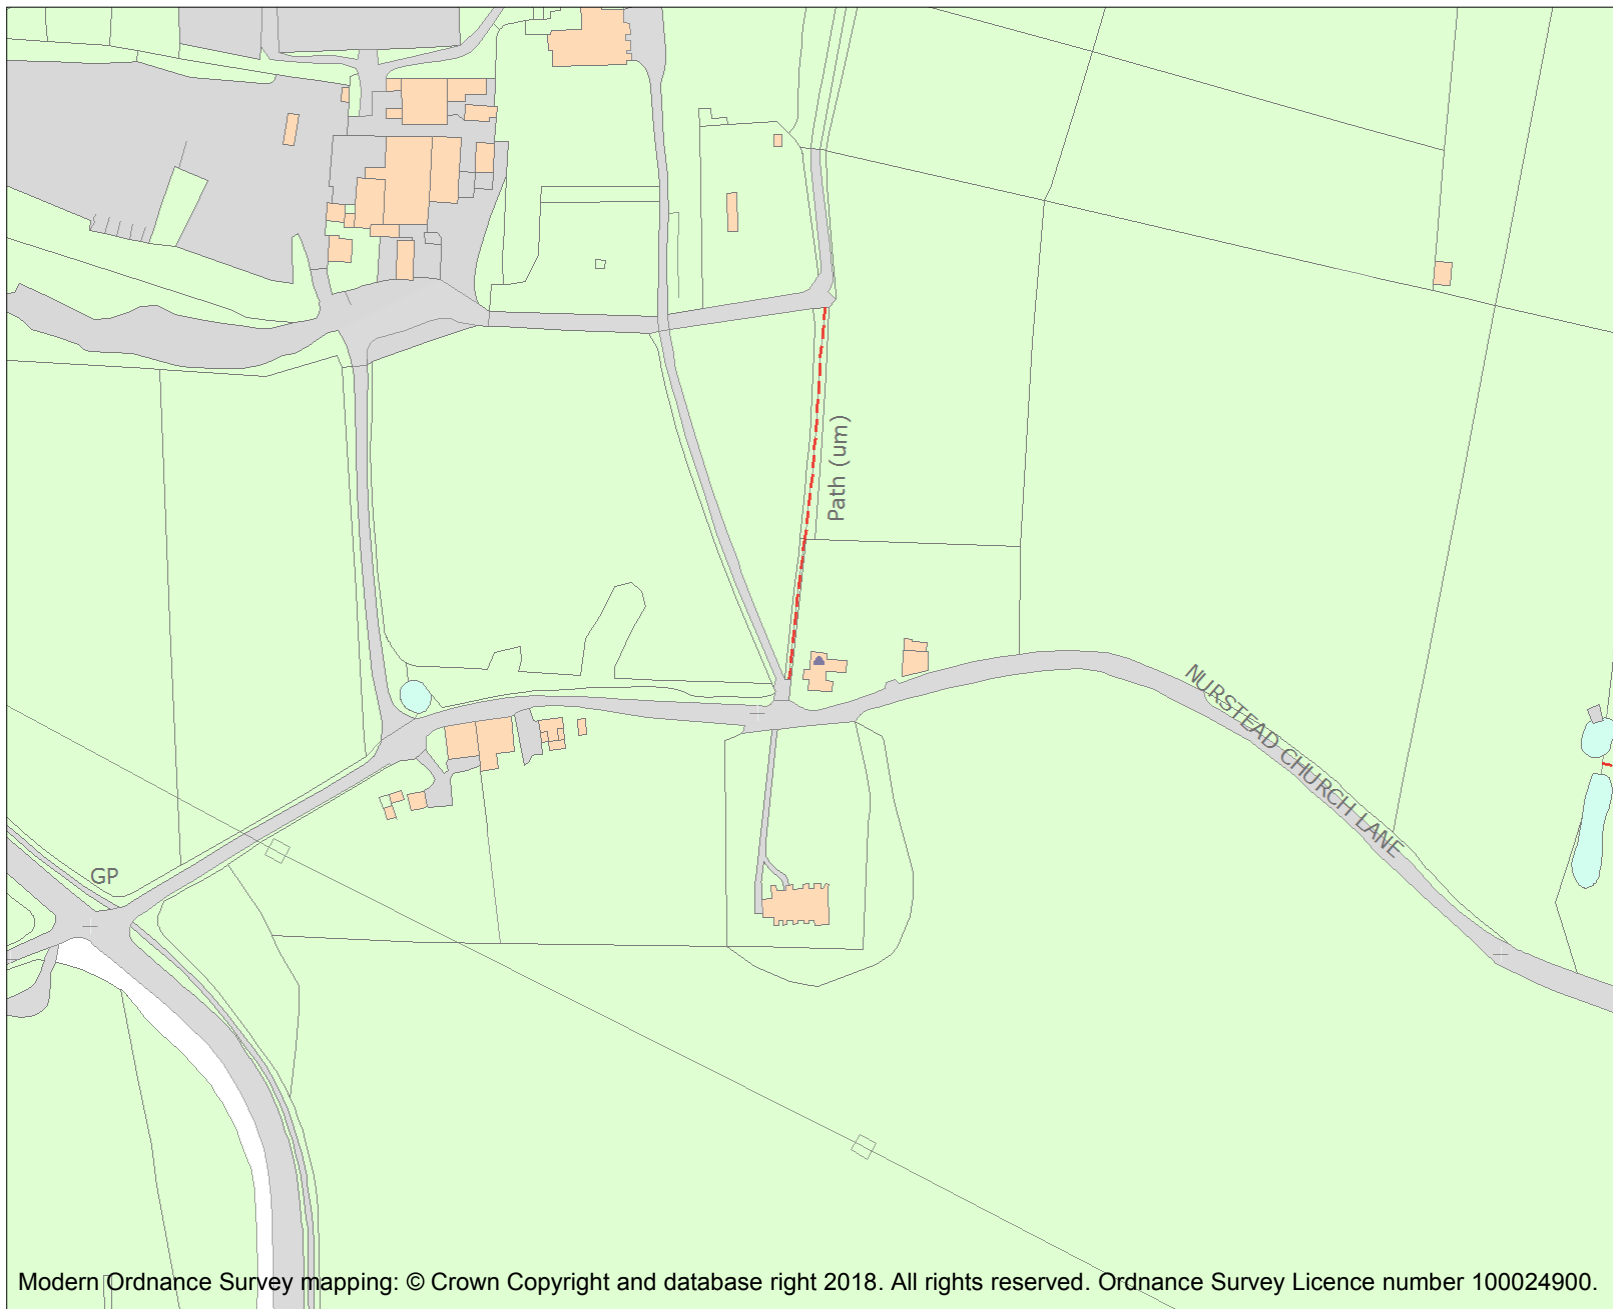 Path (um)
NURSTEAD CHURCH LANE
GP
Modern Ordnance Survey mapping: © Crown Copyright and database right 2018. All rights reserved. Ordnance Survey Licence number 100024900.